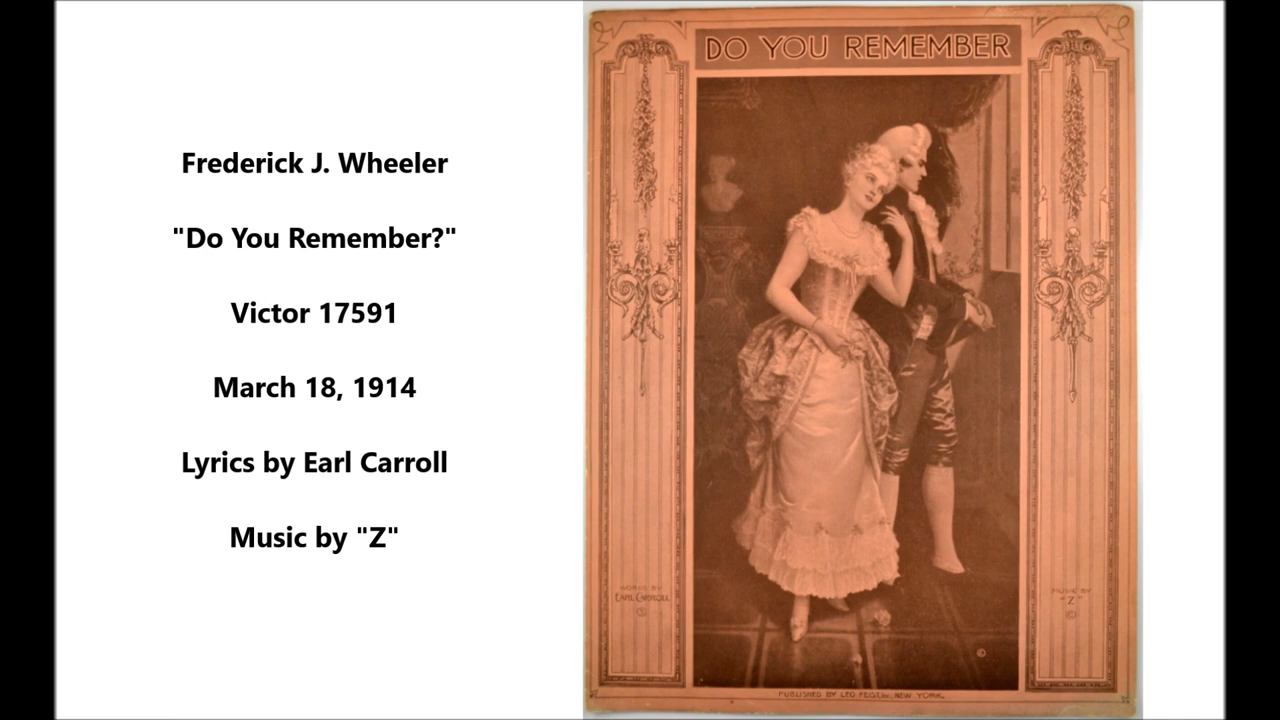 Frederick J. Wheeler
"Do You Remember?"
Victor 17591
March 18, 1914
Lyrics by Earl Carroll
Music by "Z"
DO YOU REMEMBER
WORDS BY
EARL CARROLL
MUSIC BY
"Z"
©
©
PUBLISHED BY LEO FEIST INC. NEW YORK.